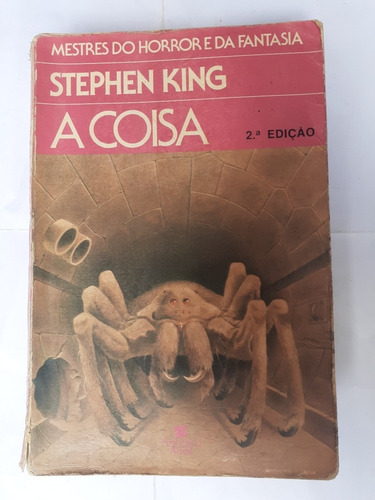 MESTRES DO HORROR E DA FANTASIA
STEPHEN KING
A COISA
2.ª EDIÇÃO